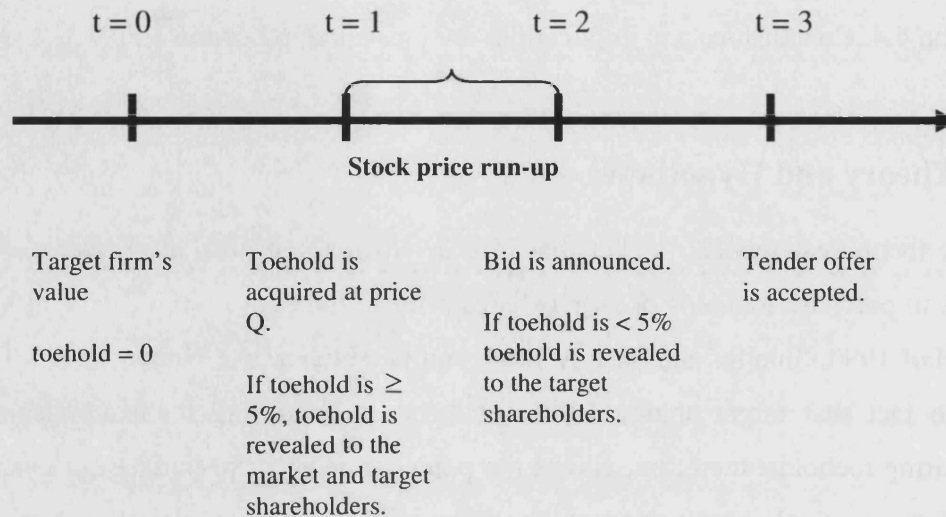 t = 0 t = 1 t = 2 t = 3
Stock price run-up
Target firm's
value
toehold = 0
Toehold is
acquired at price
Q.
If toehold is ≥
5%, toehold is
revealed to the
market and target
shareholders.
Bid is announced.
If toehold is < 5%
toehold is revealed
to the target
shareholders.
Tender offer
is accepted.